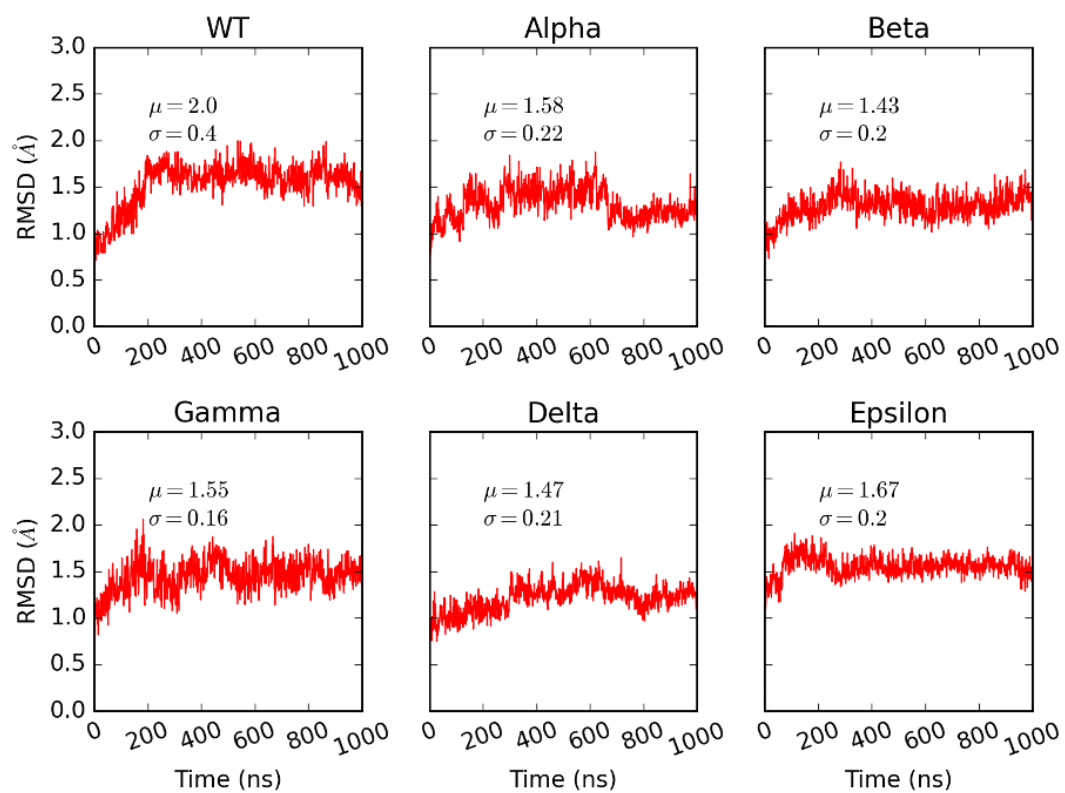 WT Alpha Beta
3.0
2.5
μ = 2.0 μ = 1.58 μ = 1.43
2.0
σ = 0.4 σ = 0.22 σ = 0.2
RMSD (Å)
1.5
1.0
0.5
0.0
0 200 400 600 800 1000 0 200 400 600 800 1000 0 200 400 600 800 1000
Gamma Delta Epsilon
3.0
2.5
μ = 1.55 μ = 1.47 μ = 1.67
σ = 0.16 σ = 0.21 σ = 0.2
2.0
RMSD (Å)
1.5
1.0
0.5
0.0
0 200 400 600 800 1000 0 200 400 600 800 1000 0 200 400 600 800 1000
Time (ns) Time (ns) Time (ns)